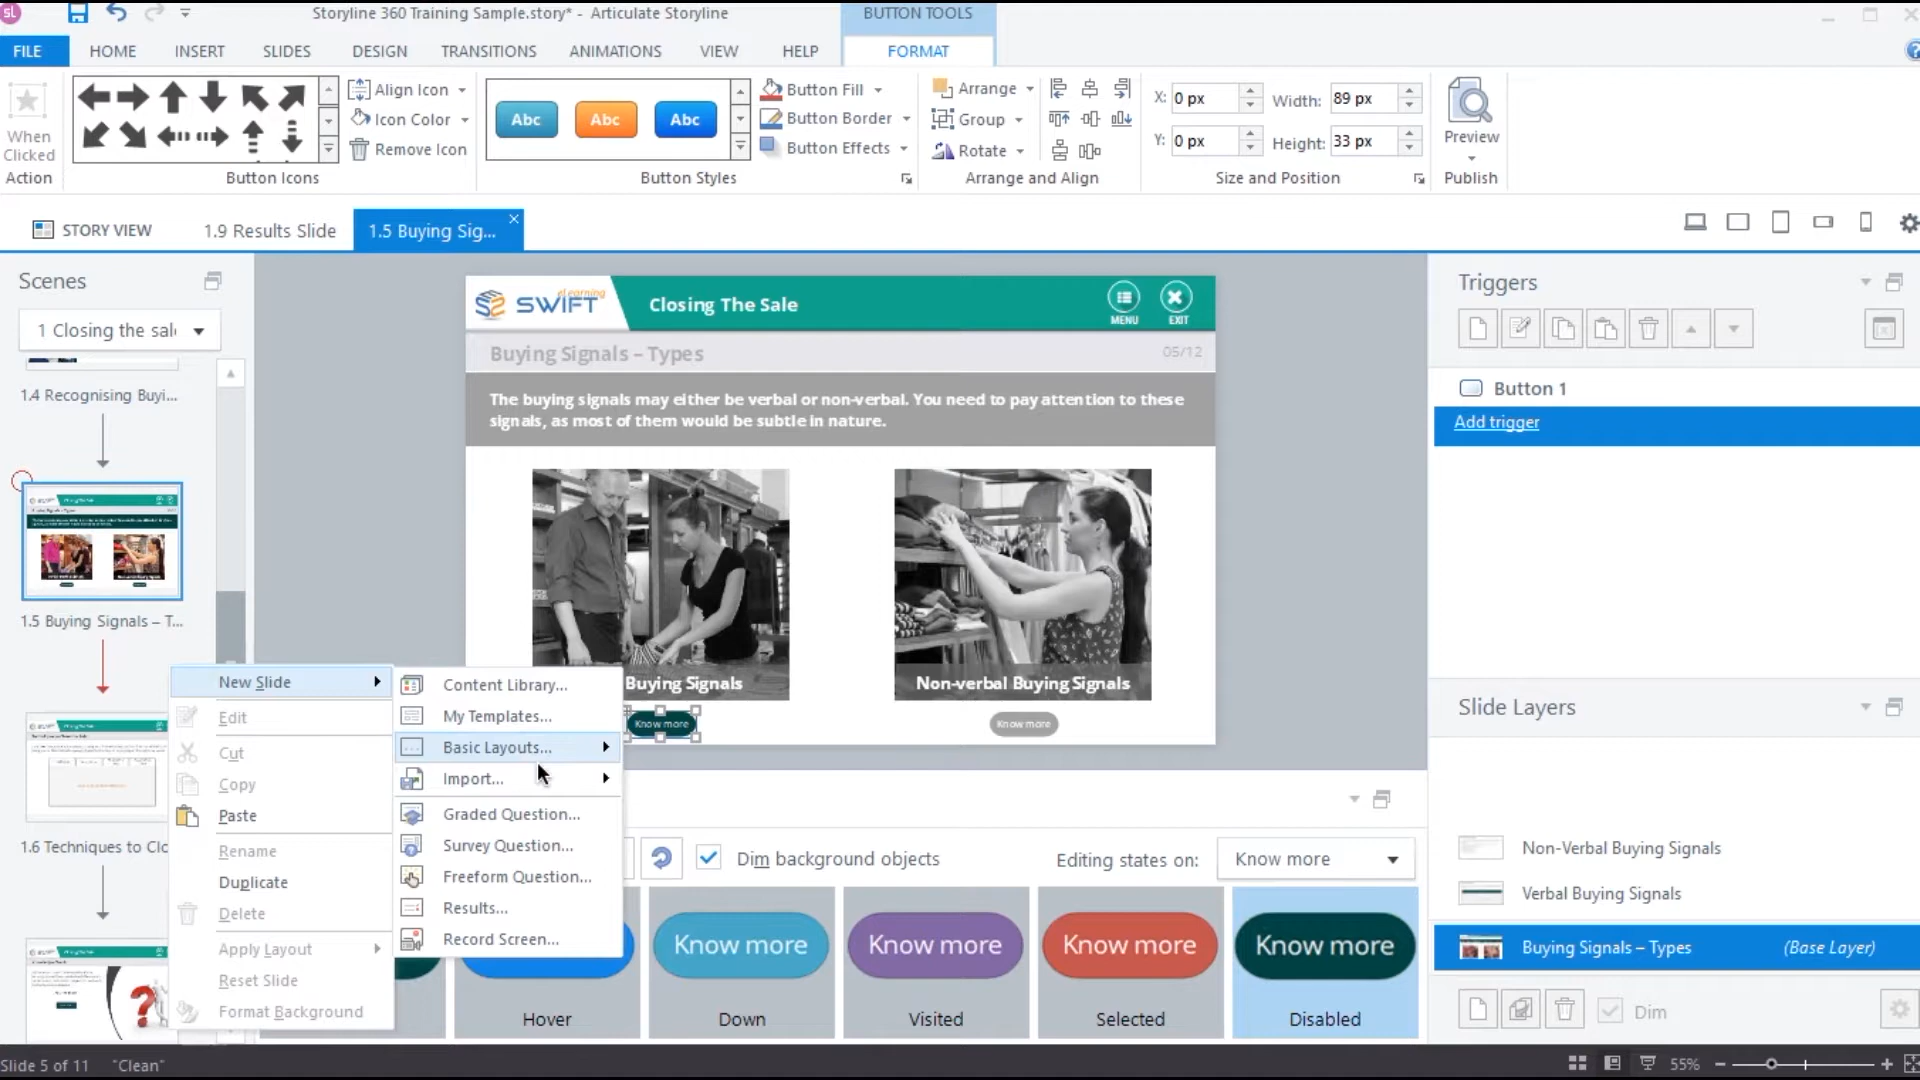 Storyline 360 Training Sample.story* - Articulate Storyline
BUTTON TOOLS
FILE
HOME
INSERT
SLIDES
DESIGN
TRANSITIONS
ANIMATIONS
VIEW
HELP
FORMAT
When
Clicked
Action
Align Icon
Icon Color
Remove Icon
Button Icons
Abc
Abc
Abc
Button Styles
Button Fill
Button Border
Button Effects
Arrange
Group
Rotate
Arrange and Align
X: 0 px
Width: 89 px
Y: 0 px
Height: 33 px
Size and Position
Preview
Publish
STORY VIEW
1.9 Results Slide
1.5 Buying Sig...
Scenes
1 Closing the sal
1.4 Recognising Buyi...
1.5 Buying Signals – T...
1.6 Techniques to Clo
SWIFT
eLearning
Closing The Sale
MENU
EXIT
Buying Signals – Types
05/12
The buying signals may either be verbal or non-verbal. You need to pay attention to these
signals, as most of them would be subtle in nature.
Buying Signals
Non-verbal Buying Signals
Know more
Know more
New Slide
Edit
Cut
Copy
Paste
Rename
Duplicate
Delete
Apply Layout
Reset Slide
Format Background
Content Library...
My Templates...
Basic Layouts...
Import...
Graded Question...
Survey Question...
Freeform Question...
Results...
Record Screen...
Dim background objects
Editing states on:
Know more
Know more
Know more
Know more
Know more
Hover
Down
Visited
Selected
Disabled
Triggers
Button 1
Add trigger
Slide Layers
Non-Verbal Buying Signals
Verbal Buying Signals
Buying Signals – Types
(Base Layer)
Dim
Slide 5 of 11
"Clean"
55%